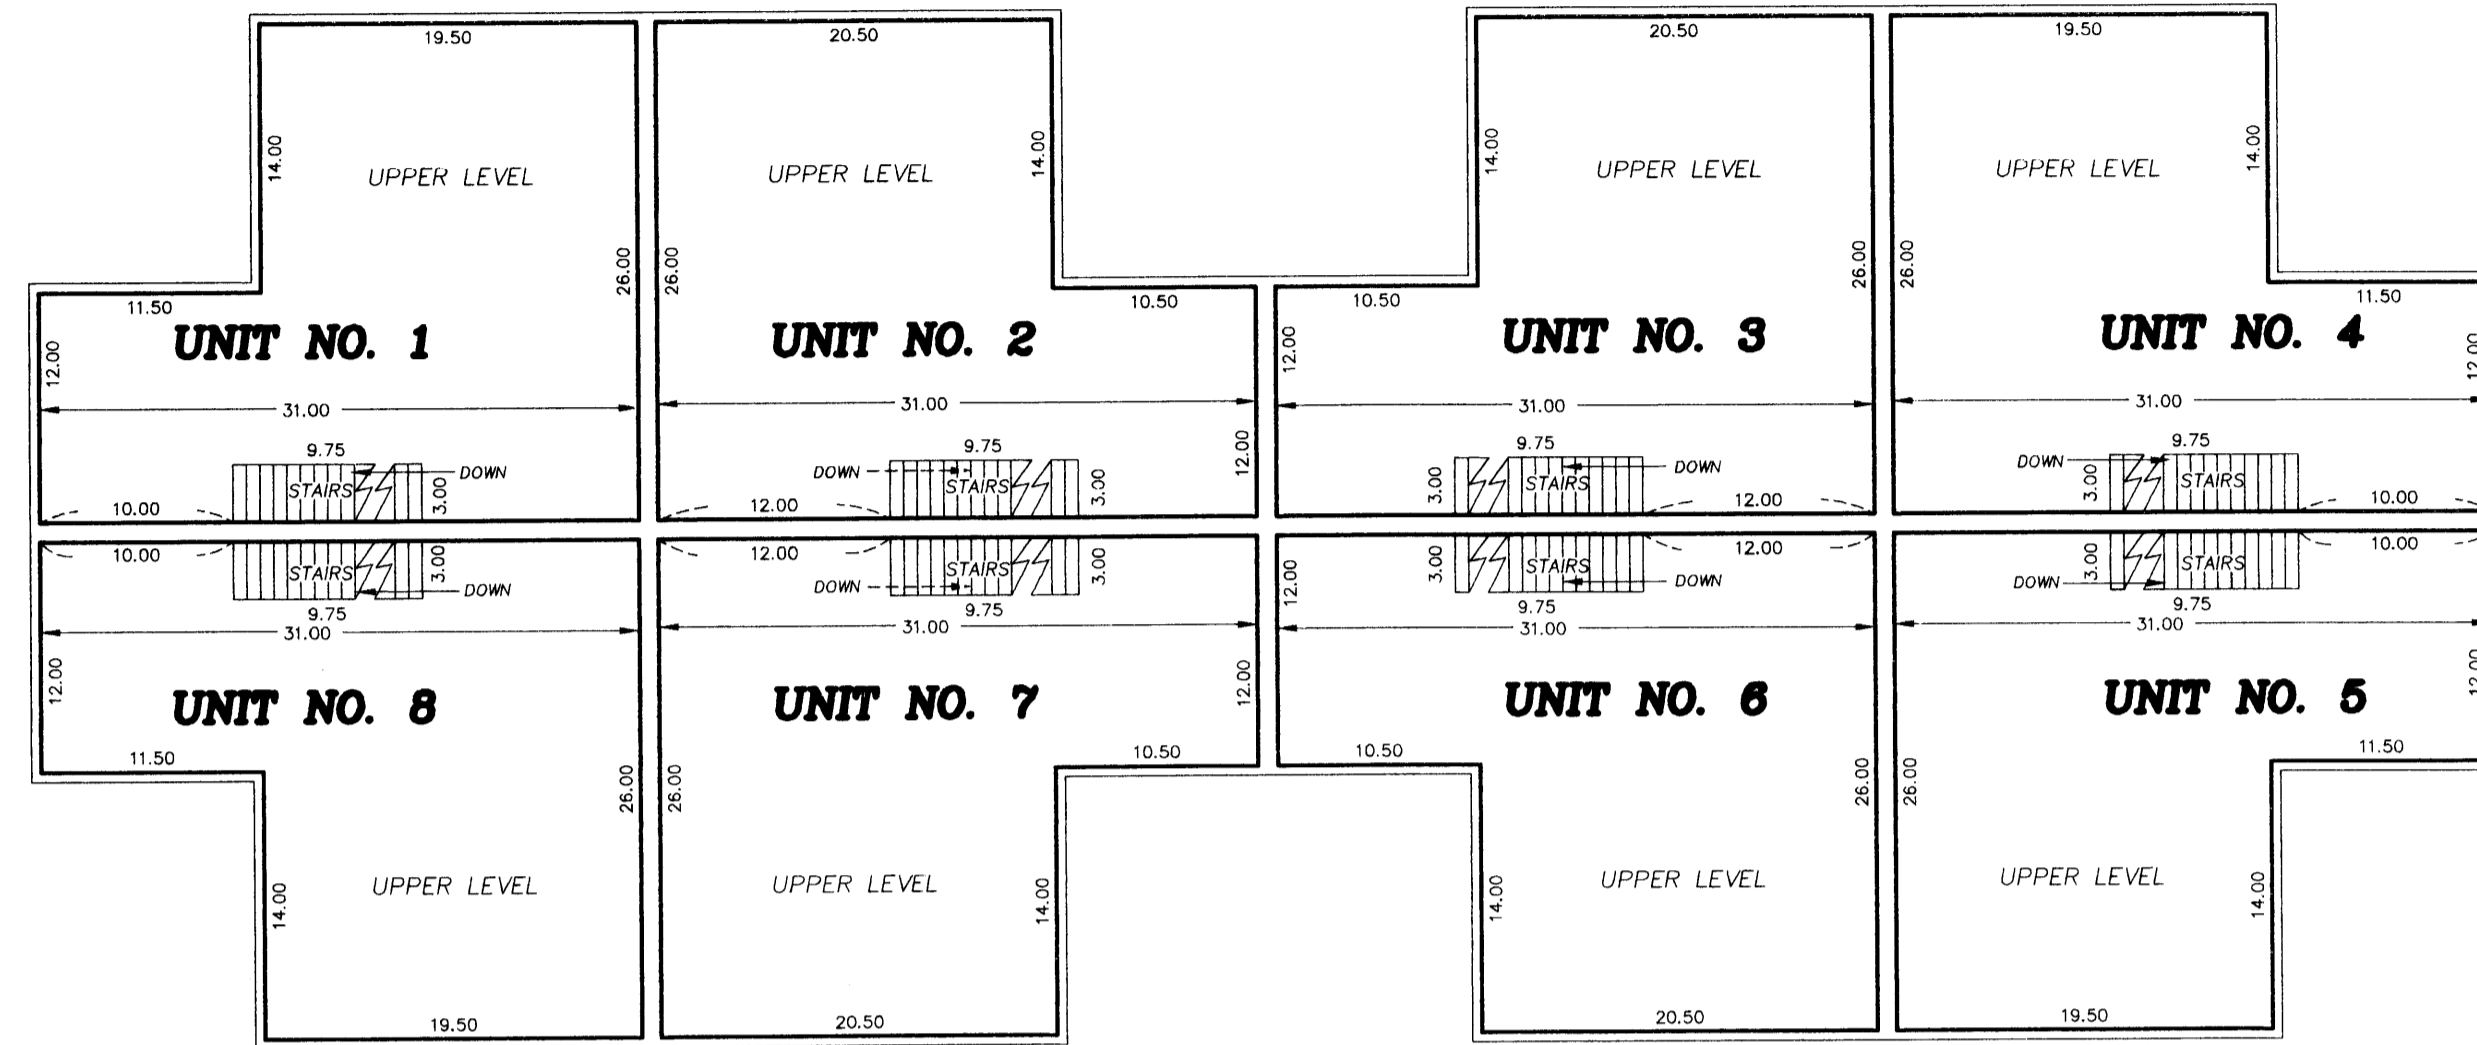 19.50
14.00
UPPER LEVEL
26.00
11.50
UNIT NO. 1
12.00
31.00
9.75
DOWN
STAIRS
3.00
10.00
20.50
14.00
UPPER LEVEL
26.00
10.50
UNIT NO. 2
31.00
12.00
9.75
DOWN
STAIRS
3.00
12.00
20.50
14.00
UPPER LEVEL
26.00
10.50
UNIT NO. 3
12.00
31.00
9.75
DOWN
STAIRS
3.00
12.00
19.50
14.00
UPPER LEVEL
26.00
11.50
UNIT NO. 4
12.00
31.00
9.75
DOWN
STAIRS
3.00
10.00
10.00
STAIRS
3.00
DOWN
9.75
31.00
12.00
UNIT NO. 8
11.50
26.00
UPPER LEVEL
14.00
19.50
12.00
STAIRS
3.00
DOWN
9.75
31.00
12.00
UNIT NO. 7
10.50
26.00
UPPER LEVEL
14.00
20.50
12.00
3.00
STAIRS
12.00
DOWN
9.75
31.00
UNIT NO. 6
10.50
26.00
UPPER LEVEL
14.00
20.50
10.00
3.00
STAIRS
DOWN
9.75
31.00
12.00
UNIT NO. 5
11.50
26.00
UPPER LEVEL
14.00
19.50